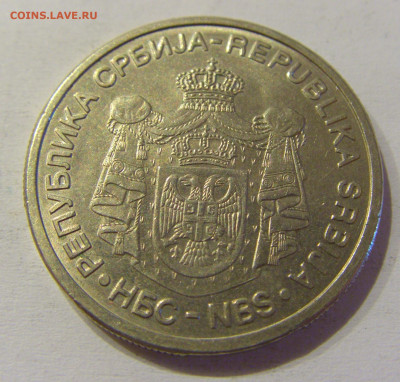 COINS.LAVE.RU
РЕПУБЛИКА СРБИЈА-REPUBLIKA SRBIJA
НБС-NBS